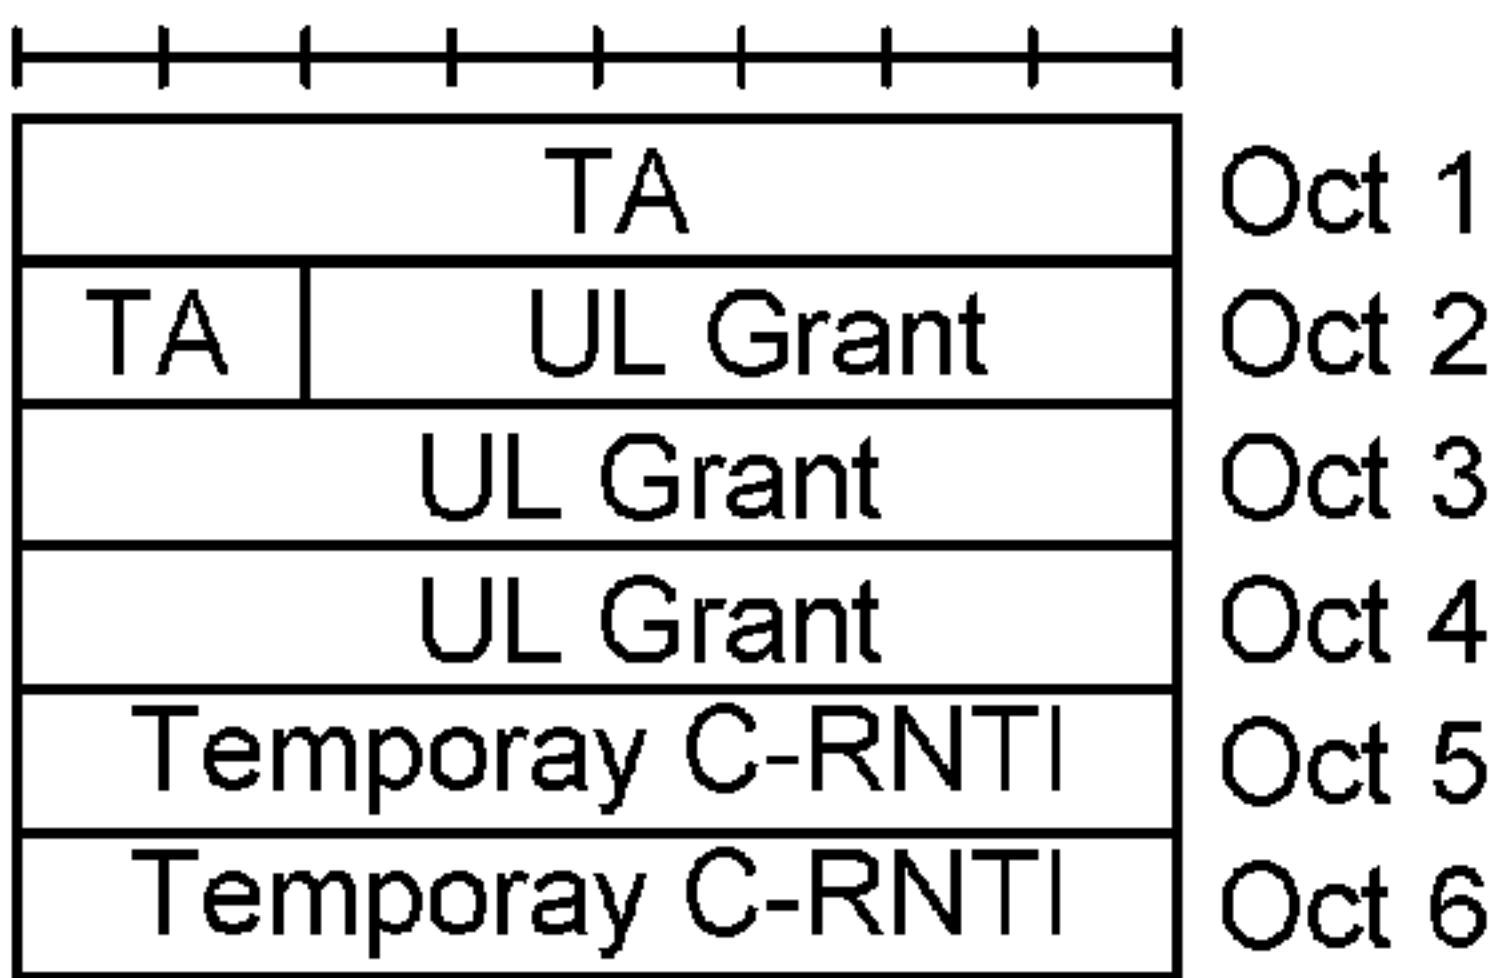 TA Oct 1
TA UL Grant Oct 2
UL Grant Oct 3
UL Grant Oct 4
Temporay C-RNTI Oct 5
Temporay C-RNTI Oct 6